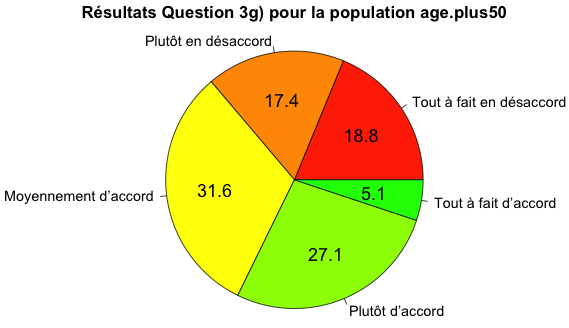 Résultats Question 3g) pour la population age.plus50
Plutôt en désaccord
17.4
Tout à fait en désaccord
18.8
Moyennement d’accord
31.6
5.1
Tout à fait d’accord
27.1
Plutôt d’accord